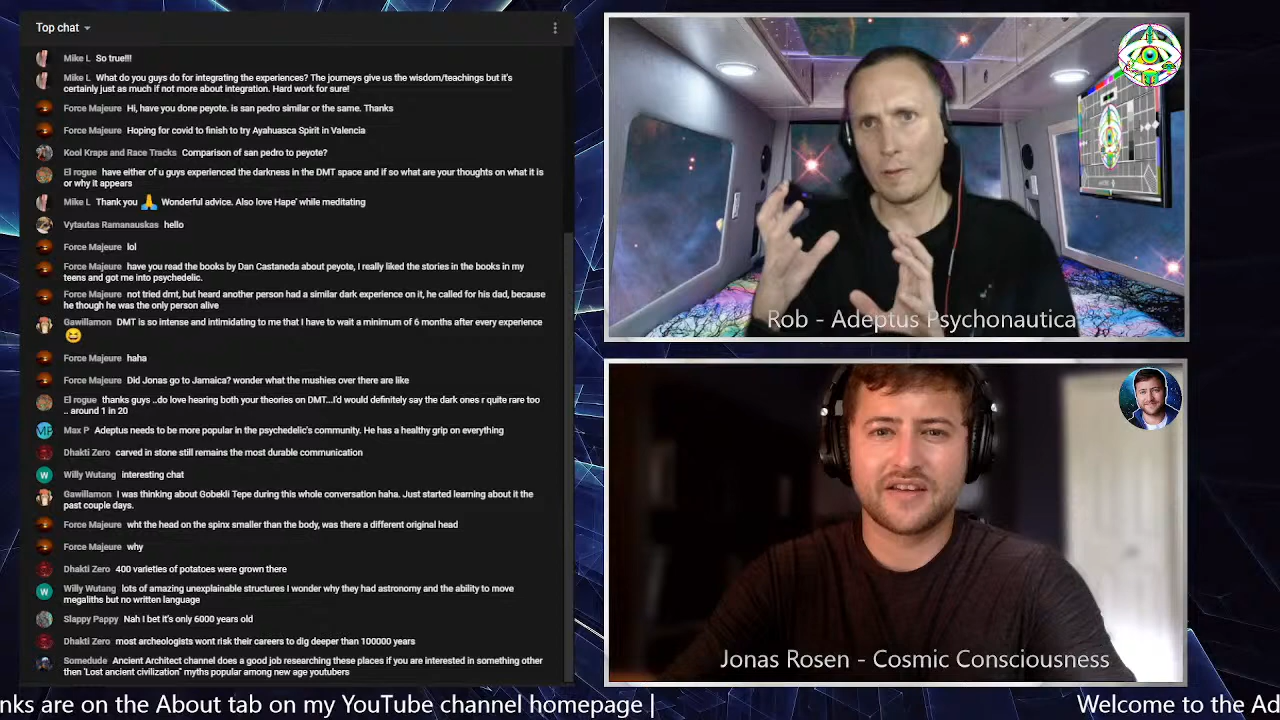 Top chat
Mike L So true!!!
Mike L What do you guys do for integrating the experiences? The journeys give us the wisdom/teachings but it's
certainly just as much if not more about integration. Hard work for sure!
Force Majeure Hi, have you done peyote. is san pedro similar or the same. Thanks
Force Majeure Hoping for covid to finish to try Ayahuasca Spirit in Valencia
Kool Kraps and Race Tracks Comparison of san pedro to peyote?
El rogue have either of u guys experienced the darkness in the DMT space and if so what are your thoughts on what it is
or why it appears
Mike L Thank you 🙏 Wonderful advice. Also love Hape' while meditating
Vytautas Ramanauskas hello
Force Majeure lol
Force Majeure have you read the books by Dan Castaneda about peyote, I really liked the stories in the books in my
teens and got me into psychedelic.
Force Majeure not tried dmt, but heard another person had a similar dark experience on it, he called for his dad, because
he though he was the only person alive
Gawillamon DMT is so intense and intimidating to me that I have to wait a minimum of 6 months after every experience
😆
Force Majeure haha
Force Majeure Did Jonas go to Jamaica? wonder what the mushies over there are like
El rogue thanks guys ..do love hearing both your theories on DMT...I'd would definitely say the dark ones r quite rare too
.. around 1 in 20
MP Max P Adeptus needs to be more popular in the psychedelic's community. He has a healthy grip on everything
Dhakti Zero carved in stone still remains the most durable communication
W Willy Wutang interesting chat
Gawillamon I was thinking about Gobekli Tepe during this whole conversation haha. Just started learning about it the
past couple days.
Force Majeure wht the head on the spinx smaller than the body, was there a different original head
Force Majeure why
Dhakti Zero 400 varieties of potatoes were grown there
W Willy Wutang lots of amazing unexplainable structures I wonder why they had astronomy and the ability to move
megaliths but no written language
Slappy Pappy Nah I bet it's only 6000 years old
Dhakti Zero most archeologists wont risk their careers to dig deeper than 100000 years
Somedude Ancient Architect channel does a good job researching these places if you are interested in something other
then "Lost ancient civilization" myths popular among new age youtubers
Rob - Adeptus Psychonautica
Jonas Rosen - Cosmic Consciousness
nks are on the About tab on my YouTube channel homepage |
Welcome to the Ad